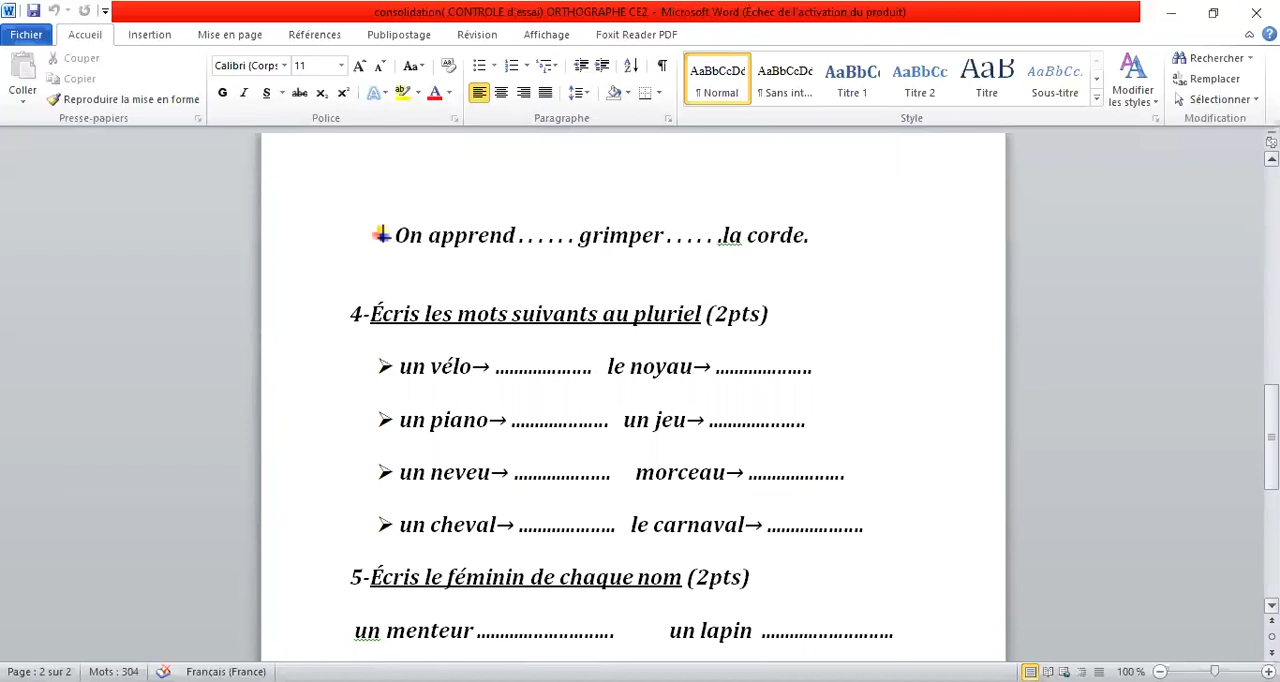 consolidation( CONTROLE d'essai) ORTHOGRAPHE CE2 - Microsoft Word (Échec de l'activation du produit)
Fichier Accueil Insertion Mise en page Références Publipostage Révision Affichage Foxit Reader PDF
Coller
Couper
Copier
Reproduire la mise en forme
Presse-papiers
Calibri (Corps 11
G I S abc x₂ x²
Police
Paragraphe
AaBbCcDd AaBbCcDd AaBbC( AaBbCc AaB AaBbCc.
¶ Normal ¶ Sans int... Titre 1 Titre 2 Titre Sous-titre
Modifier les styles
Style
Rechercher
Remplacer
Sélectionner
Modification
On apprend...... grimper......la corde.
4-Écris les mots suivants au pluriel (2pts)
un vélo→ ..................... le noyau→ .....................
un piano→ ..................... un jeu→ .....................
un neveu→ ..................... morceau→ .....................
un cheval→ ..................... le carnaval→ .....................
5-Écris le féminin de chaque nom (2pts)
un menteur ............................. un lapin .............................
Page : 2 sur 2 Mots : 304 Français (France) 100 %